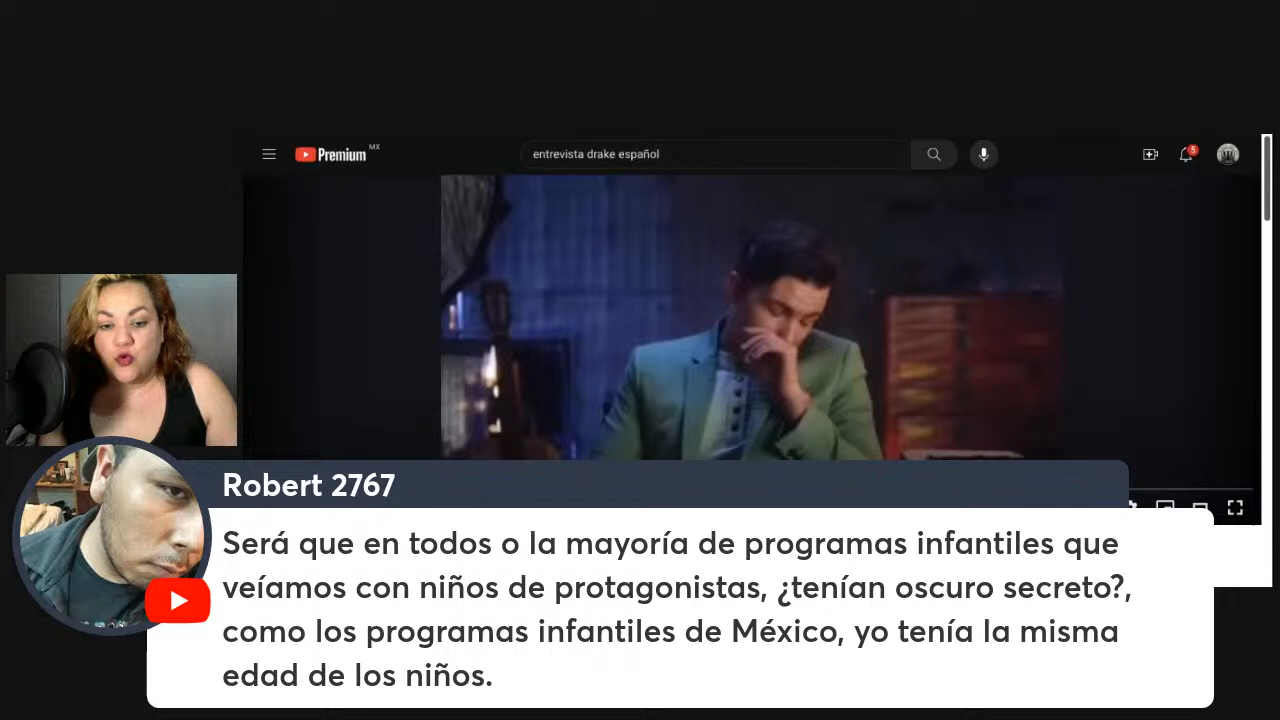 Premium MX
entrevista drake español
5
Robert 2767
Será que en todos o la mayoría de programas infantiles que
veíamos con niños de protagonistas, ¿tenían oscuro secreto?,
como los programas infantiles de México, yo tenía la misma
edad de los niños.